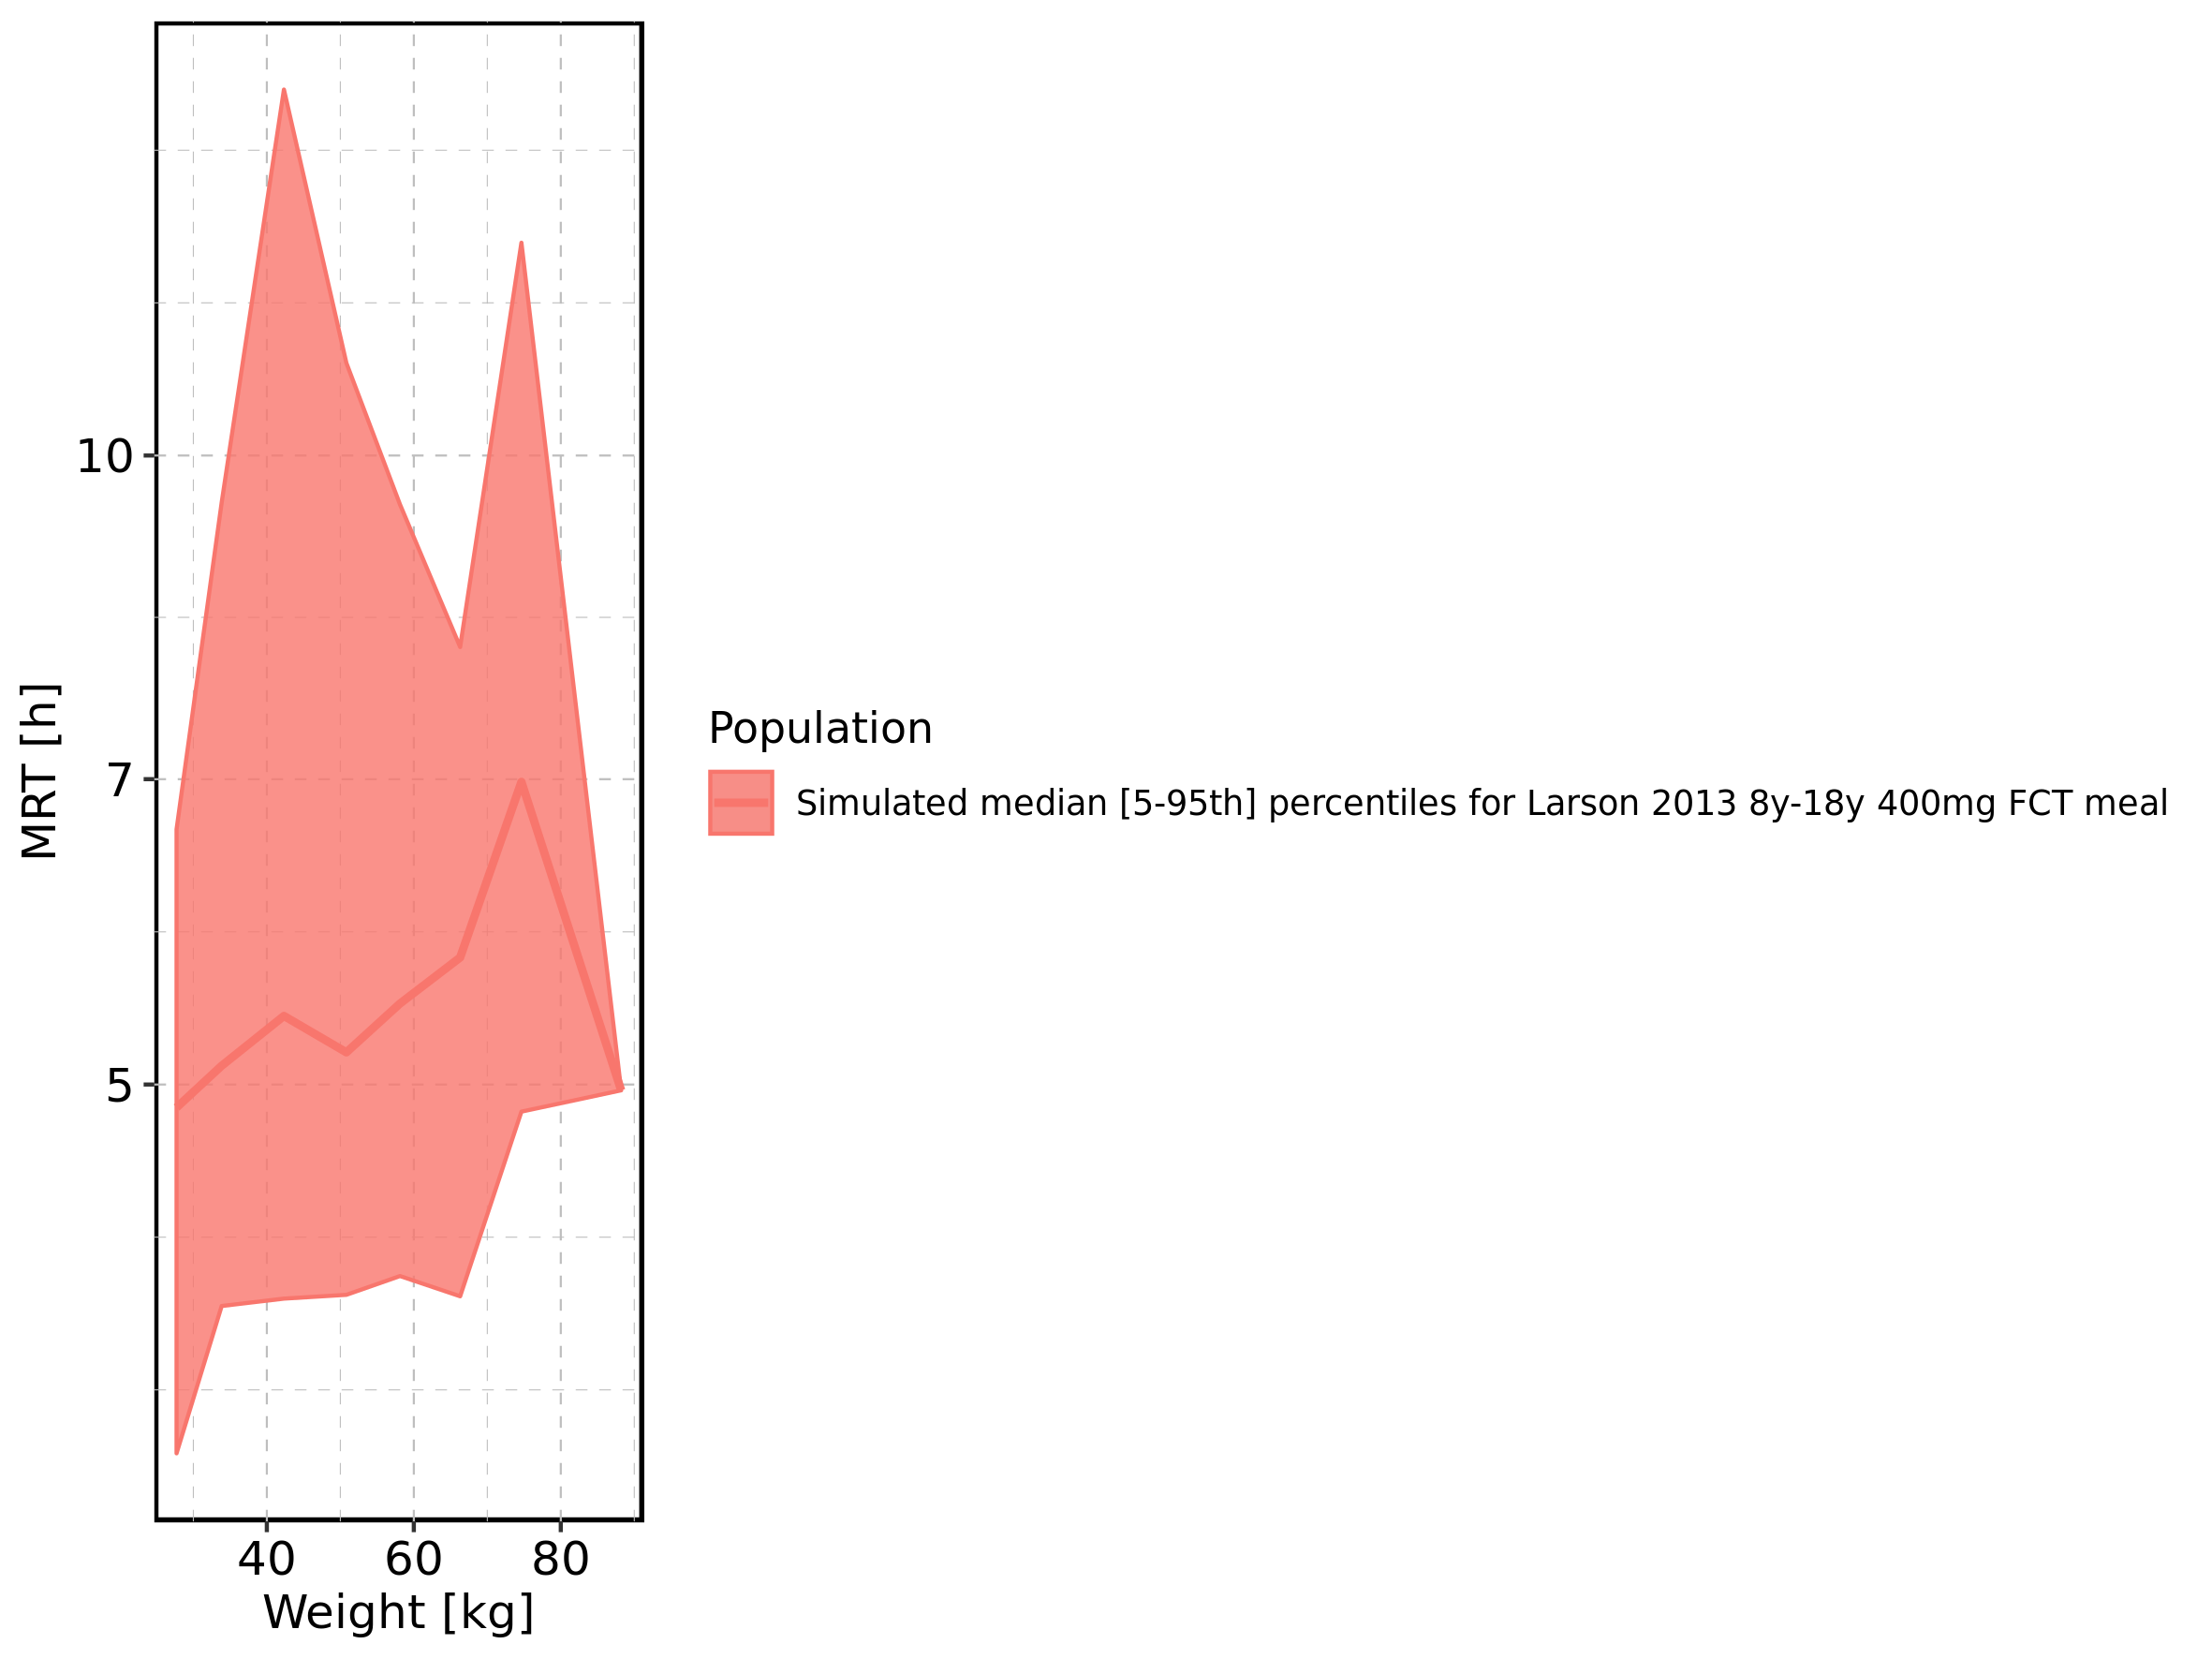 MRT [h]
10
7
5
40 60 80
Weight [kg]
Population
Simulated median [5-95th] percentiles for Larson 2013 8y-18y 400mg FCT meal